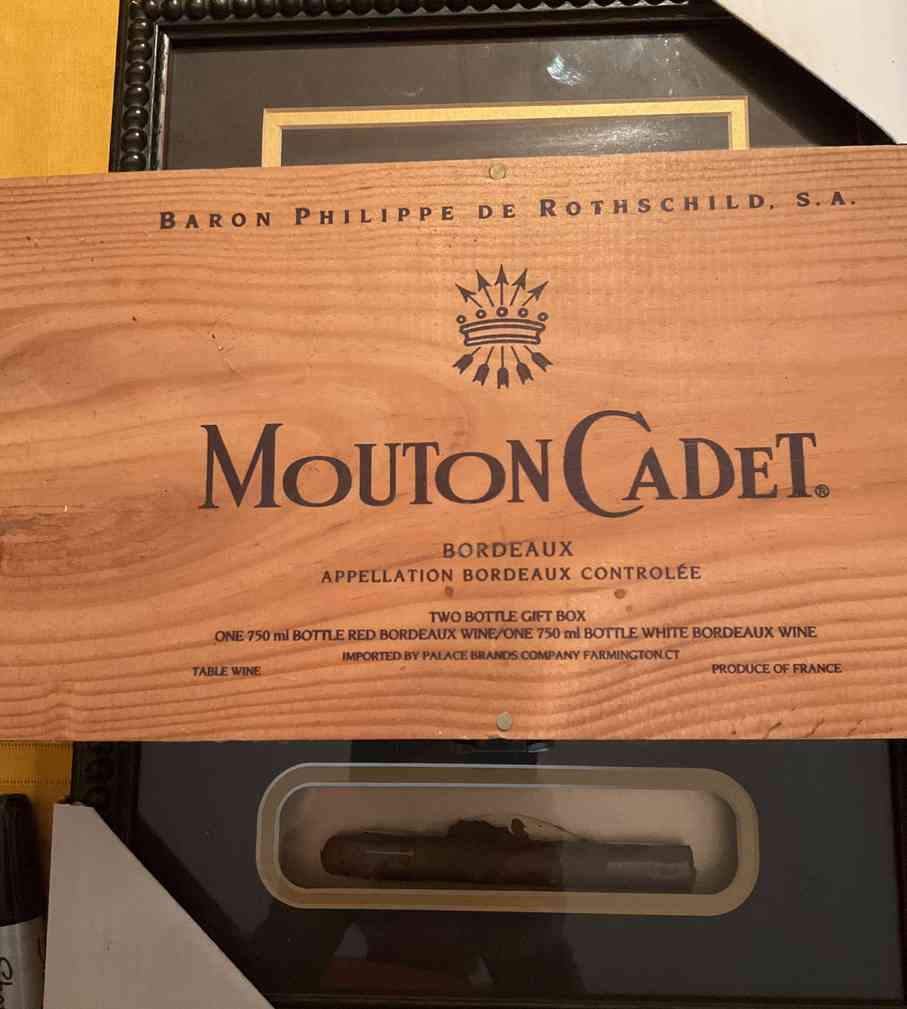 BARON PHILIPPE DE ROTHSCHILD, S.A.
MOUTON CADET®
BORDEAUX
APPELLATION BORDEAUX CONTROLÉE
TWO BOTTLE GIFT BOX
ONE 750 ml BOTTLE RED BORDEAUX WINE/ONE 750 ml BOTTLE WHITE BORDEAUX WINE
IMPORTED BY PALACE BRANDS COMPANY FARMINGTON.CT
TABLE WINE
PRODUCE OF FRANCE